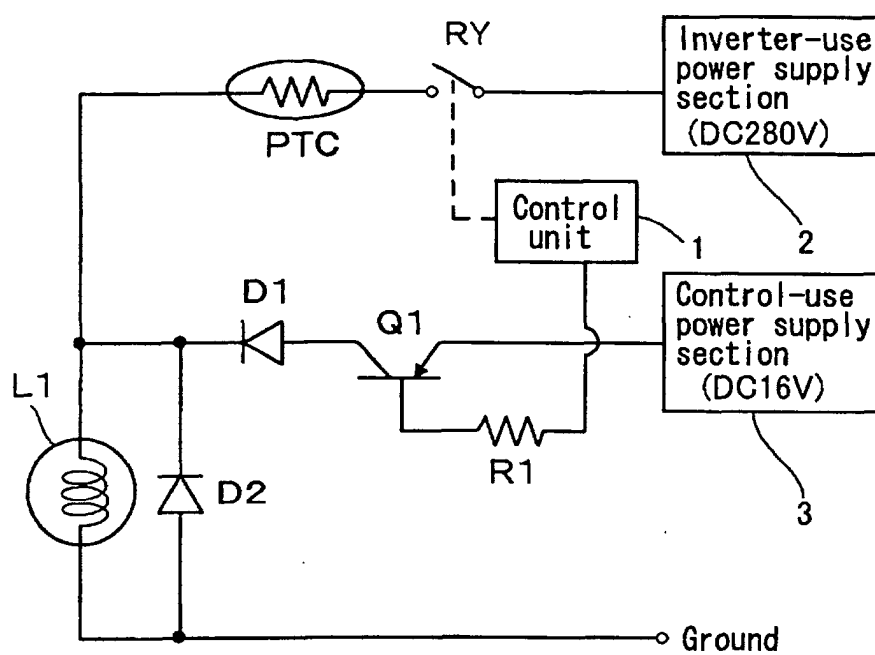 RY
Inverter-use
power supply
section
(DC280V)
PTC
Control
unit
1
2
D1
Q1
Control-use
power supply
section
(DC16V)
L1
R1
D2
3
Ground